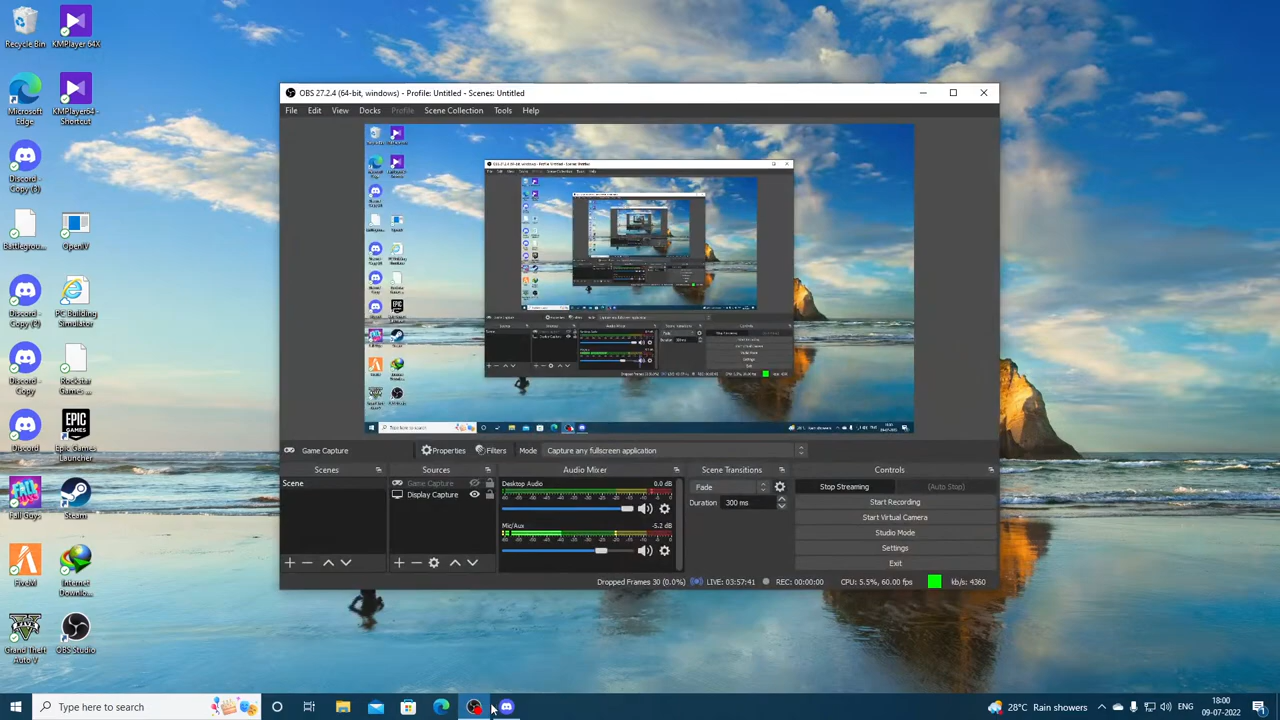 Recycle Bin
KMPlayer 64X
Microsoft Edge
KMPlayer64 - Shortcut
Discord - Copy (3)
Battlegrou...
OpenIV
Discord - Copy (2)
PC Building Simulator
Discord - Copy
Rockstar Games ...
Discord
EPIC GAMES
Epic Games Launcher
FALL GUYS
Fall Guys
Steam
FiveM
Internet Downlo...
Grand Theft Auto V
OBS Studio
OBS 27.2.4 (64-bit, windows) - Profile: Untitled - Scenes: Untitled
File Edit View Docks Profile Scene Collection Tools Help
Game Capture Properties Filters Mode Capture any fullscreen application
Scenes Sources Audio Mixer Scene Transitions Controls
Scene
Game Capture
Display Capture
Desktop Audio 0.0 dB
Mic/Aux -5.2 dB
Fade
Duration 300 ms
Stop Streaming (Auto Stop)
Start Recording
Start Virtual Camera
Studio Mode
Settings
Exit
Dropped Frames 30 (0.0%) LIVE: 03:57:41 REC: 00:00:00 CPU: 5.5%, 60.00 fps kb/s: 4360
Type here to search
28°C Rain showers ENG 18:00
09-07-2022